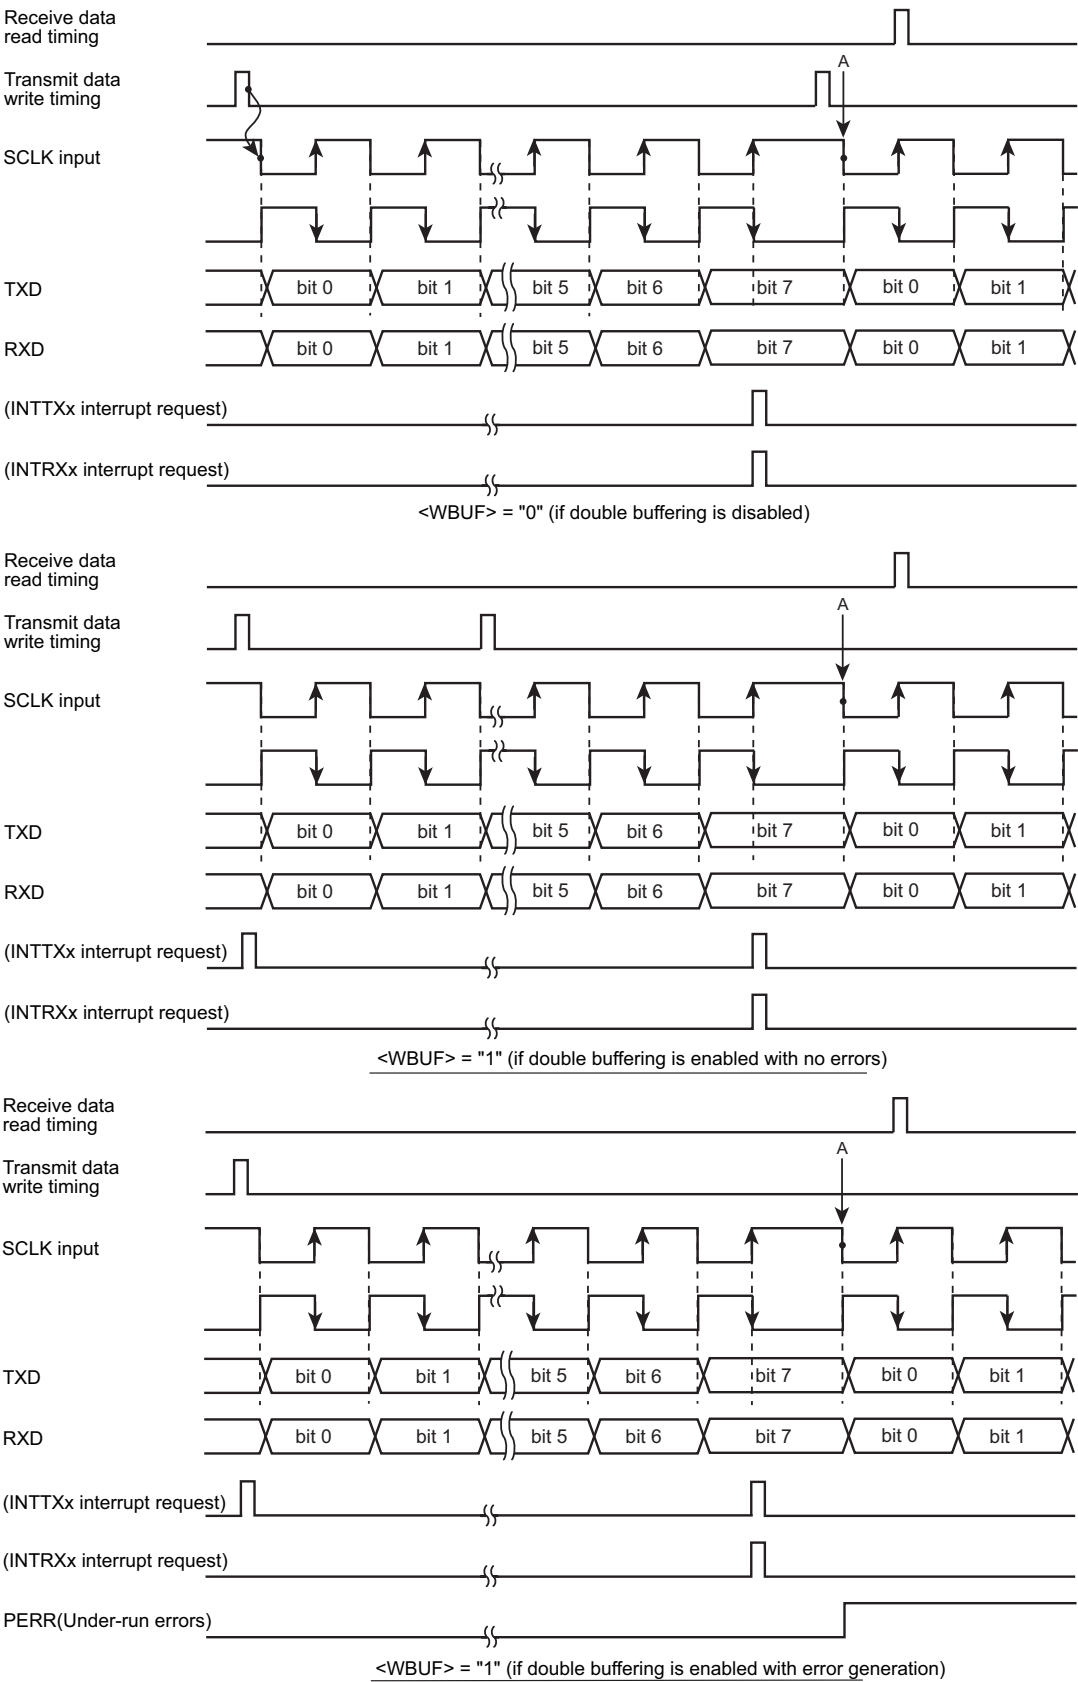 Receive data
read timing
A
Transmit data
write timing
SCLK input
TXD bit 0 bit 1 bit 5 bit 6 bit 7 bit 0 bit 1
RXD bit 0 bit 1 bit 5 bit 6 bit 7 bit 0 bit 1
(INTTXx interrupt request)
(INTRXx interrupt request)
<WBUF> = "0" (if double buffering is disabled)
Receive data
read timing
A
Transmit data
write timing
SCLK input
TXD bit 0 bit 1 bit 5 bit 6 bit 7 bit 0 bit 1
RXD bit 0 bit 1 bit 5 bit 6 bit 7 bit 0 bit 1
(INTTXx interrupt request)
(INTRXx interrupt request)
<WBUF> = "1" (if double buffering is enabled with no errors)
Receive data
read timing
A
Transmit data
write timing
SCLK input
TXD bit 0 bit 1 bit 5 bit 6 bit 7 bit 0 bit 1
RXD bit 0 bit 1 bit 5 bit 6 bit 7 bit 0 bit 1
(INTTXx interrupt request)
(INTRXx interrupt request)
PERR(Under-run errors)
<WBUF> = "1" (if double buffering is enabled with error generation)